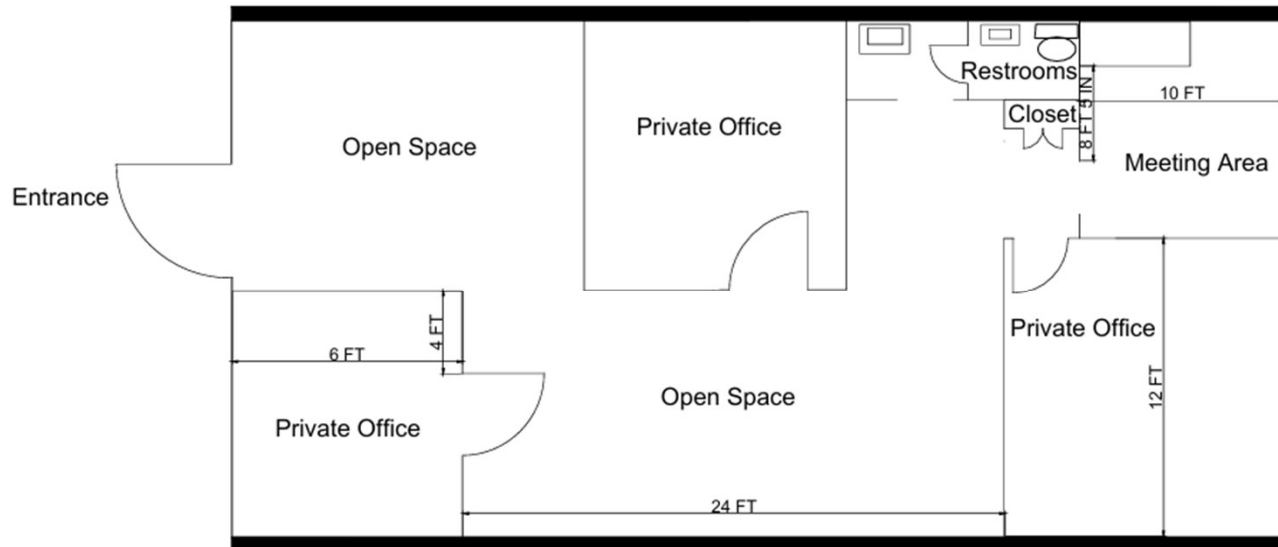 Restrooms
10 FT
8 FT 5 IN
Closet
Private Office
Open Space
Meeting Area
Entrance
Private Office
4 FT
6 FT
Open Space
12 FT
Private Office
24 FT